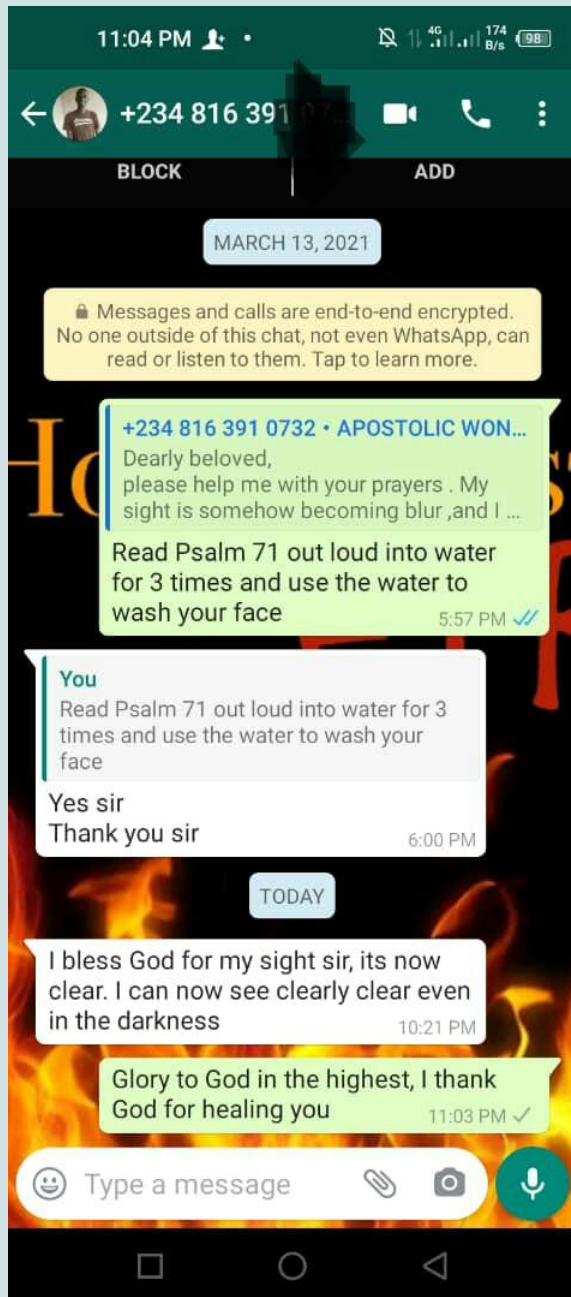 11:04 PM
4G
174
B/s
98
+234 816 391 07...
BLOCK
ADD
MARCH 13, 2021
Messages and calls are end-to-end encrypted.
No one outside of this chat, not even WhatsApp, can
read or listen to them. Tap to learn more.
+234 816 391 0732 • APOSTOLIC WON...
Dearly beloved,
please help me with your prayers . My
sight is somehow becoming blur ,and I ...
Read Psalm 71 out loud into water
for 3 times and use the water to
wash your face
5:57 PM
You
Read Psalm 71 out loud into water for 3
times and use the water to wash your
face
Yes sir
Thank you sir
6:00 PM
TODAY
I bless God for my sight sir, its now
clear. I can now see clearly clear even
in the darkness
10:21 PM
Glory to God in the highest, I thank
God for healing you
11:03 PM
Type a message